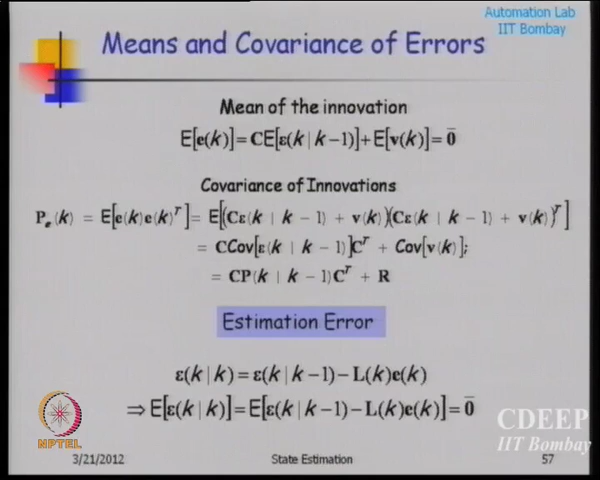 Automation Lab
IIT Bombay
Means and Covariance of Errors
Mean of the innovation
E[e(k)] = CE[ε(k | k−1)] + E[v(k)] = 0̄
Covariance of Innovations
Pₑ(k) = E[e(k)e(k)ᵀ] = E[(Cε(k | k − 1) + v(k))(Cε(k | k − 1) + v(k))ᵀ]
= CCov[ε(k | k − 1)]Cᵀ + Cov[v(k)];
= CP(k | k − 1)Cᵀ + R
Estimation Error
ε(k | k) = ε(k | k−1) − L(k)e(k)
⇒ E[ε(k | k)] = E[ε(k | k−1) − L(k)e(k)] = 0̄
NPTEL
CDEEP
IIT Bombay
3/21/2012 State Estimation 57